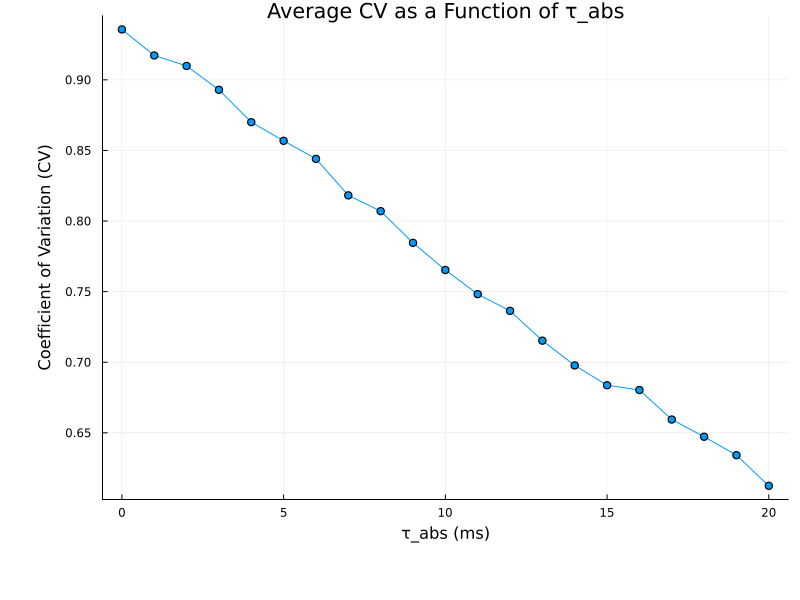 Average CV as a Function of τ_abs
Coefficient of Variation (CV)
0.90
0.85
0.80
0.75
0.70
0.65
0 5 10 15 20
τ_abs (ms)